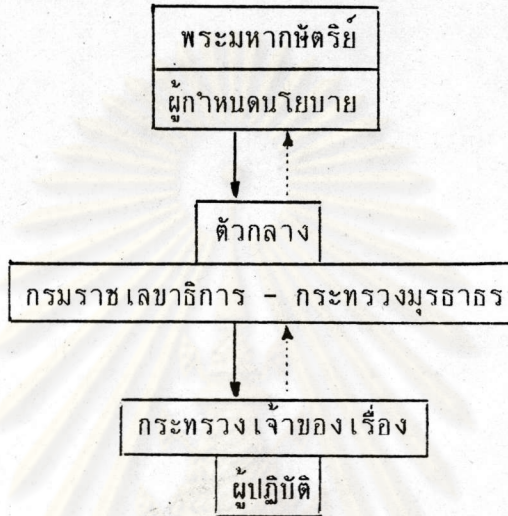 พระมหากษัตริย์
ผู้กำหนดนโยบาย
ตัวกลาง
กรมราชเลขาธิการ - กระทรวงมุรธาธร
กระทรวงเจ้าของเรื่อง
ผู้ปฏิบัติ